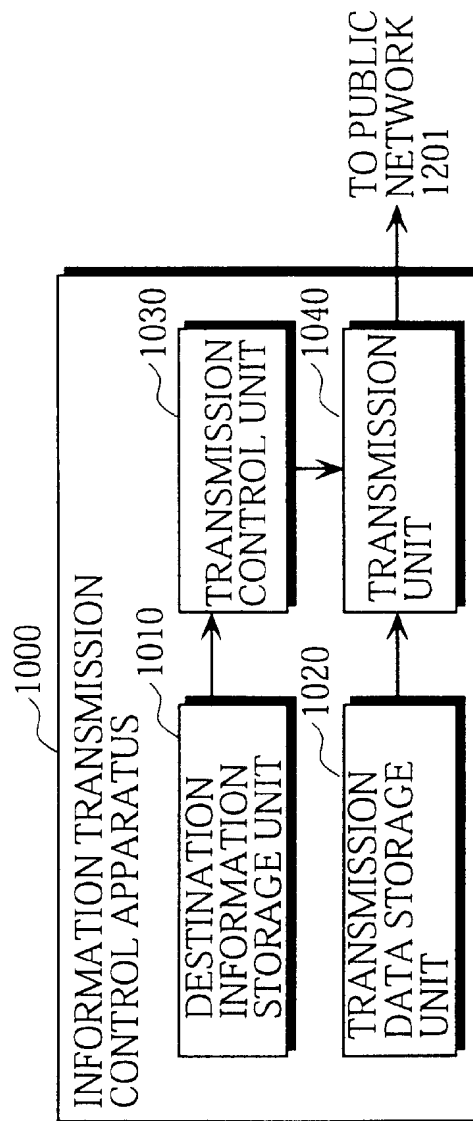 1000
INFORMATION TRANSMISSION
CONTROL APPARATUS
1010
DESTINATION
INFORMATION
STORAGE UNIT
1030
TRANSMISSION
CONTROL UNIT
1020
TRANSMISSION
DATA STORAGE
UNIT
1040
TRANSMISSION
UNIT
TO PUBLIC
NETWORK
1201